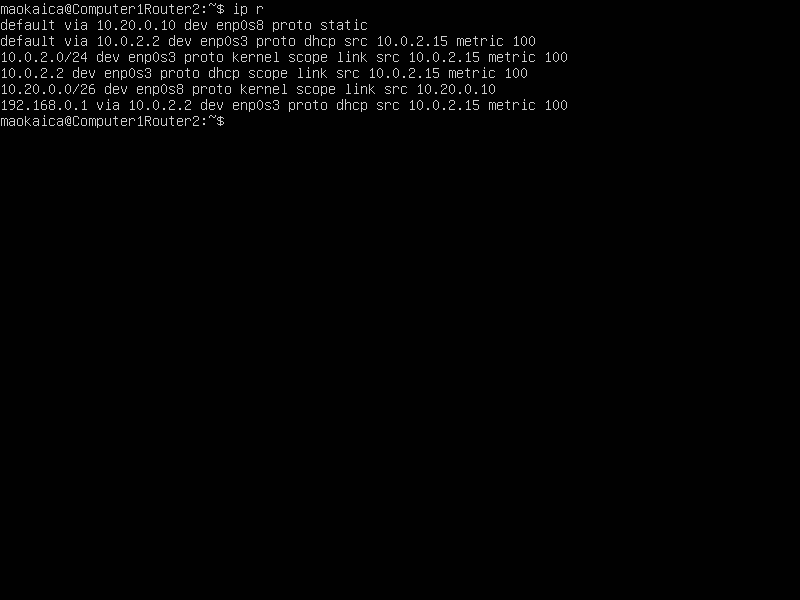 maokaica@Computer1Router2:~$ ip r
default via 10.20.0.10 dev enp0s8 proto static
default via 10.0.2.2 dev enp0s3 proto dhcp src 10.0.2.15 metric 100
10.0.2.0/24 dev enp0s3 proto kernel scope link src 10.0.2.15 metric 100
10.0.2.2 dev enp0s3 proto dhcp scope link src 10.0.2.15 metric 100
10.20.0.0/26 dev enp0s8 proto kernel scope link src 10.20.0.10
192.168.0.1 via 10.0.2.2 dev enp0s3 proto dhcp src 10.0.2.15 metric 100
maokaica@Computer1Router2:~$